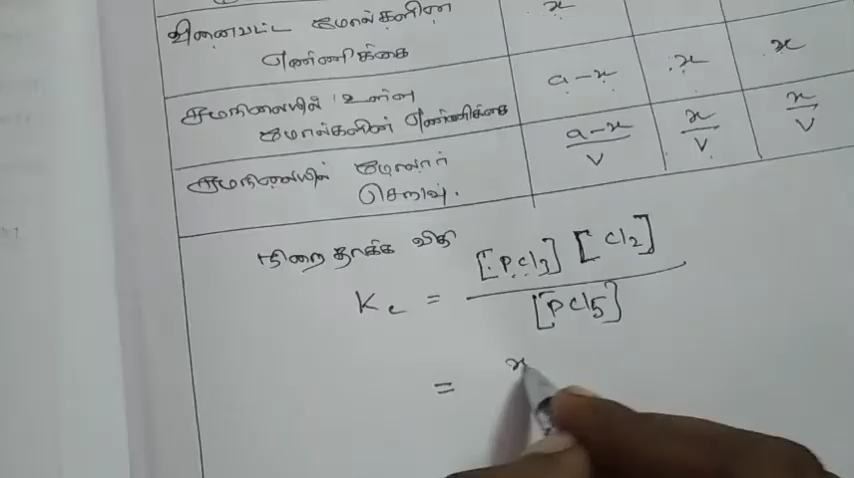 வினைபட்ட மோல்களின் x
எண்ணிக்கை
சமநிலையில் உள்ள a-x x x
மோல்களின் எண்ணிக்கை
சமநிலையில் மோலார் a-x/V x/V x/V
செறிவு.
நிறை தாக்க விதி
Kc = [PCl3] [Cl2] / [PCl5]
= x